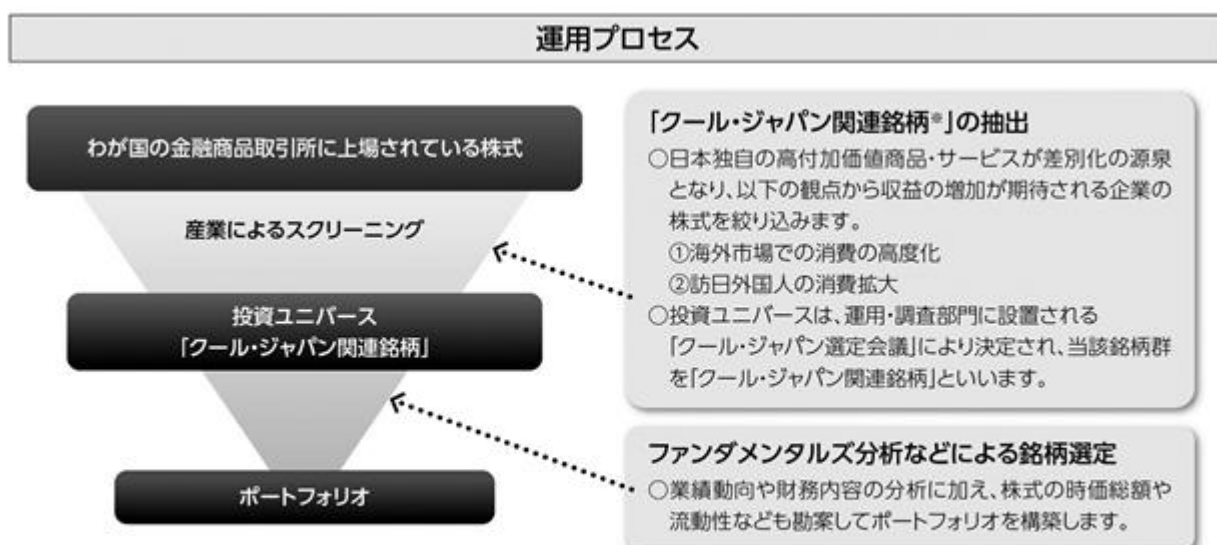 運用プロセス
わが国の金融商品取引所に上場されている株式
産業によるスクリーニング
投資ユニバース
「クール・ジャパン関連銘柄」
ポートフォリオ
「クール・ジャパン関連銘柄※」の抽出
○日本独自の高付加価値商品・サービスが差別化の源泉
となり、以下の観点から収益の増加が期待される企業の
株式を絞り込みます。
①海外市場での消費の高度化
②訪日外国人の消費拡大
○投資ユニバースは、運用・調査部門に設置される
「クール・ジャパン選定会議」により決定され、当該銘柄群
を「クール・ジャパン関連銘柄」といいます。
ファンダメンタルズ分析などによる銘柄選定
○業績動向や財務内容の分析に加え、株式の時価総額や
流動性なども勘案してポートフォリオを構築します。